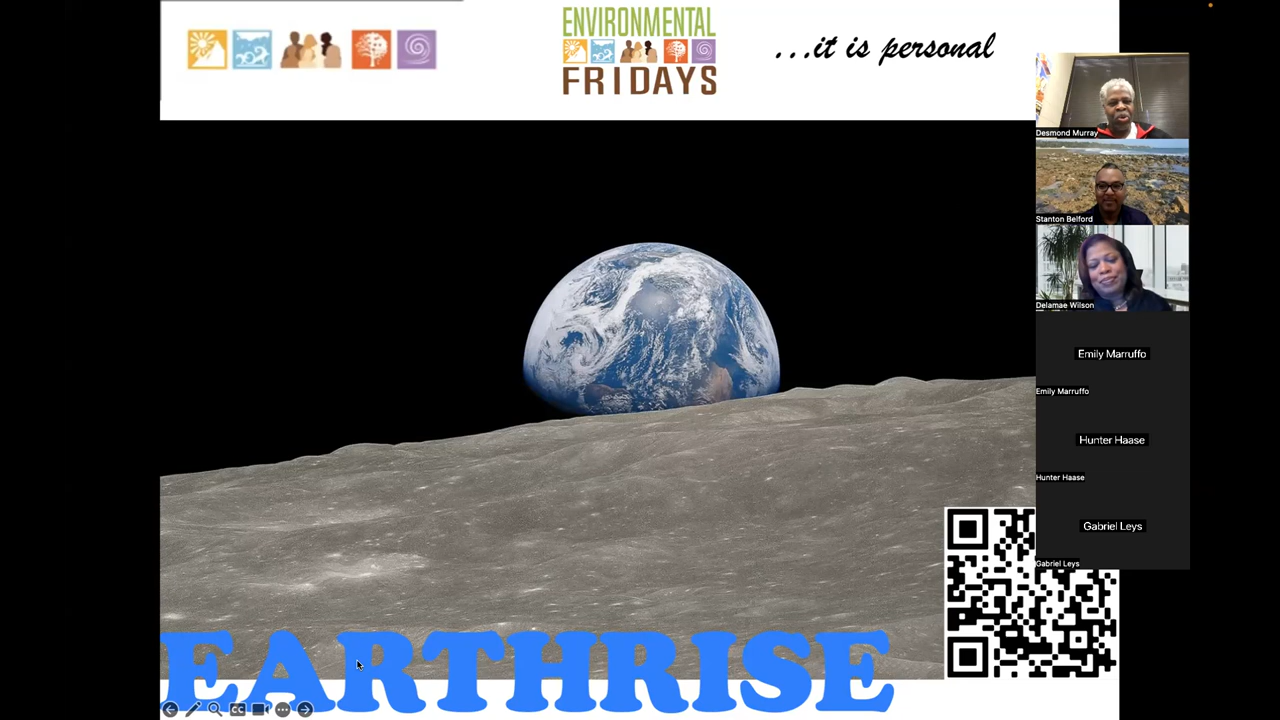 ENVIRONMENTAL
FRIDAYS
...it is personal
Desmond Murray
Stanton Belford
Delamae Wilson
Emily Marruffo
Emily Marruffo
Hunter Haase
Hunter Haase
Gabriel Leys
Gabriel Leys
EARTHRISE
CC